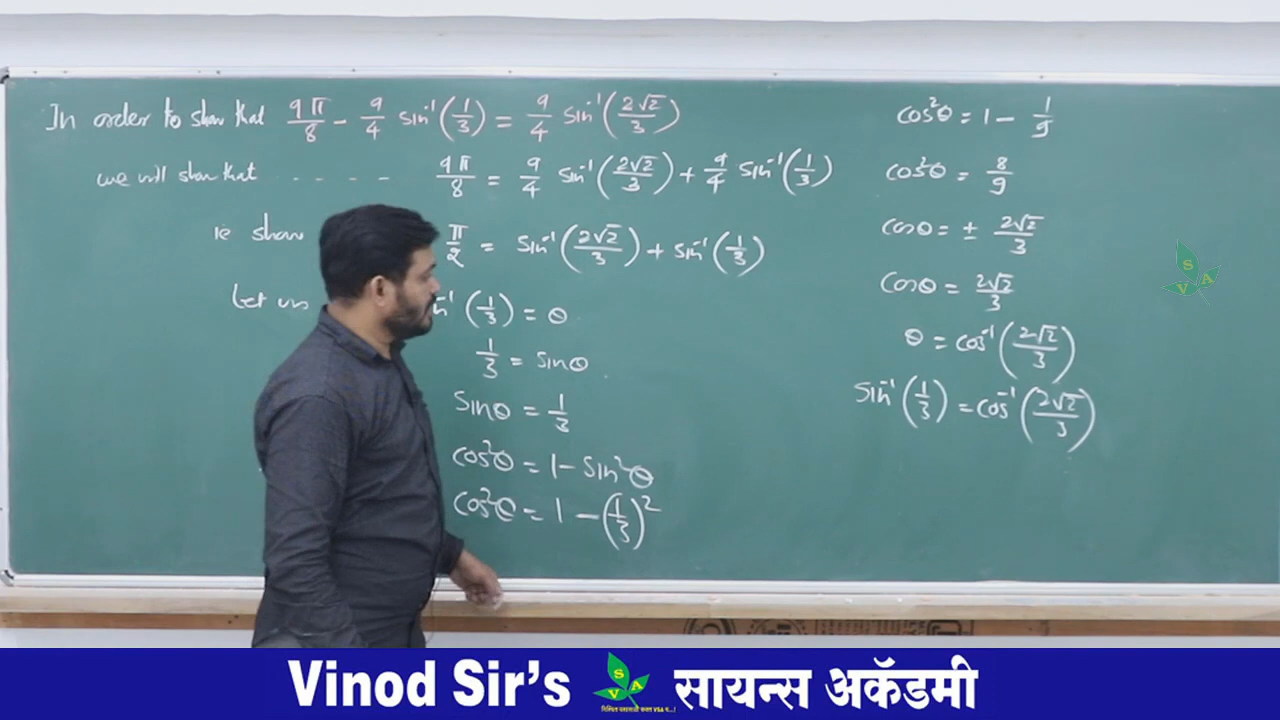 In order to show that 9π/8 - 9/4 sin⁻¹(1/3) = 9/4 sin⁻¹(2√2/3)
we will show that - - - - - 9π/8 = 9/4 sin⁻¹(2√2/3) + 9/4 sin⁻¹(1/3)
ie show π/2 = sin⁻¹(2√2/3) + sin⁻¹(1/3)
Let us ⁻¹(1/3) = θ
1/3 = sinθ
Sinθ = 1/3
cos²θ = 1 - Sin²θ
cos²θ = 1 - (1/3)²
cos²θ = 1 - 1/9
cos²θ = 8/9
cosθ = ± 2√2/3
cosθ = 2√2/3
θ = cos⁻¹(2√2/3)
Sin⁻¹(1/3) = cos⁻¹(2√2/3)
S
V A
Vinod Sir's SVA सायन्स अकॅडमी